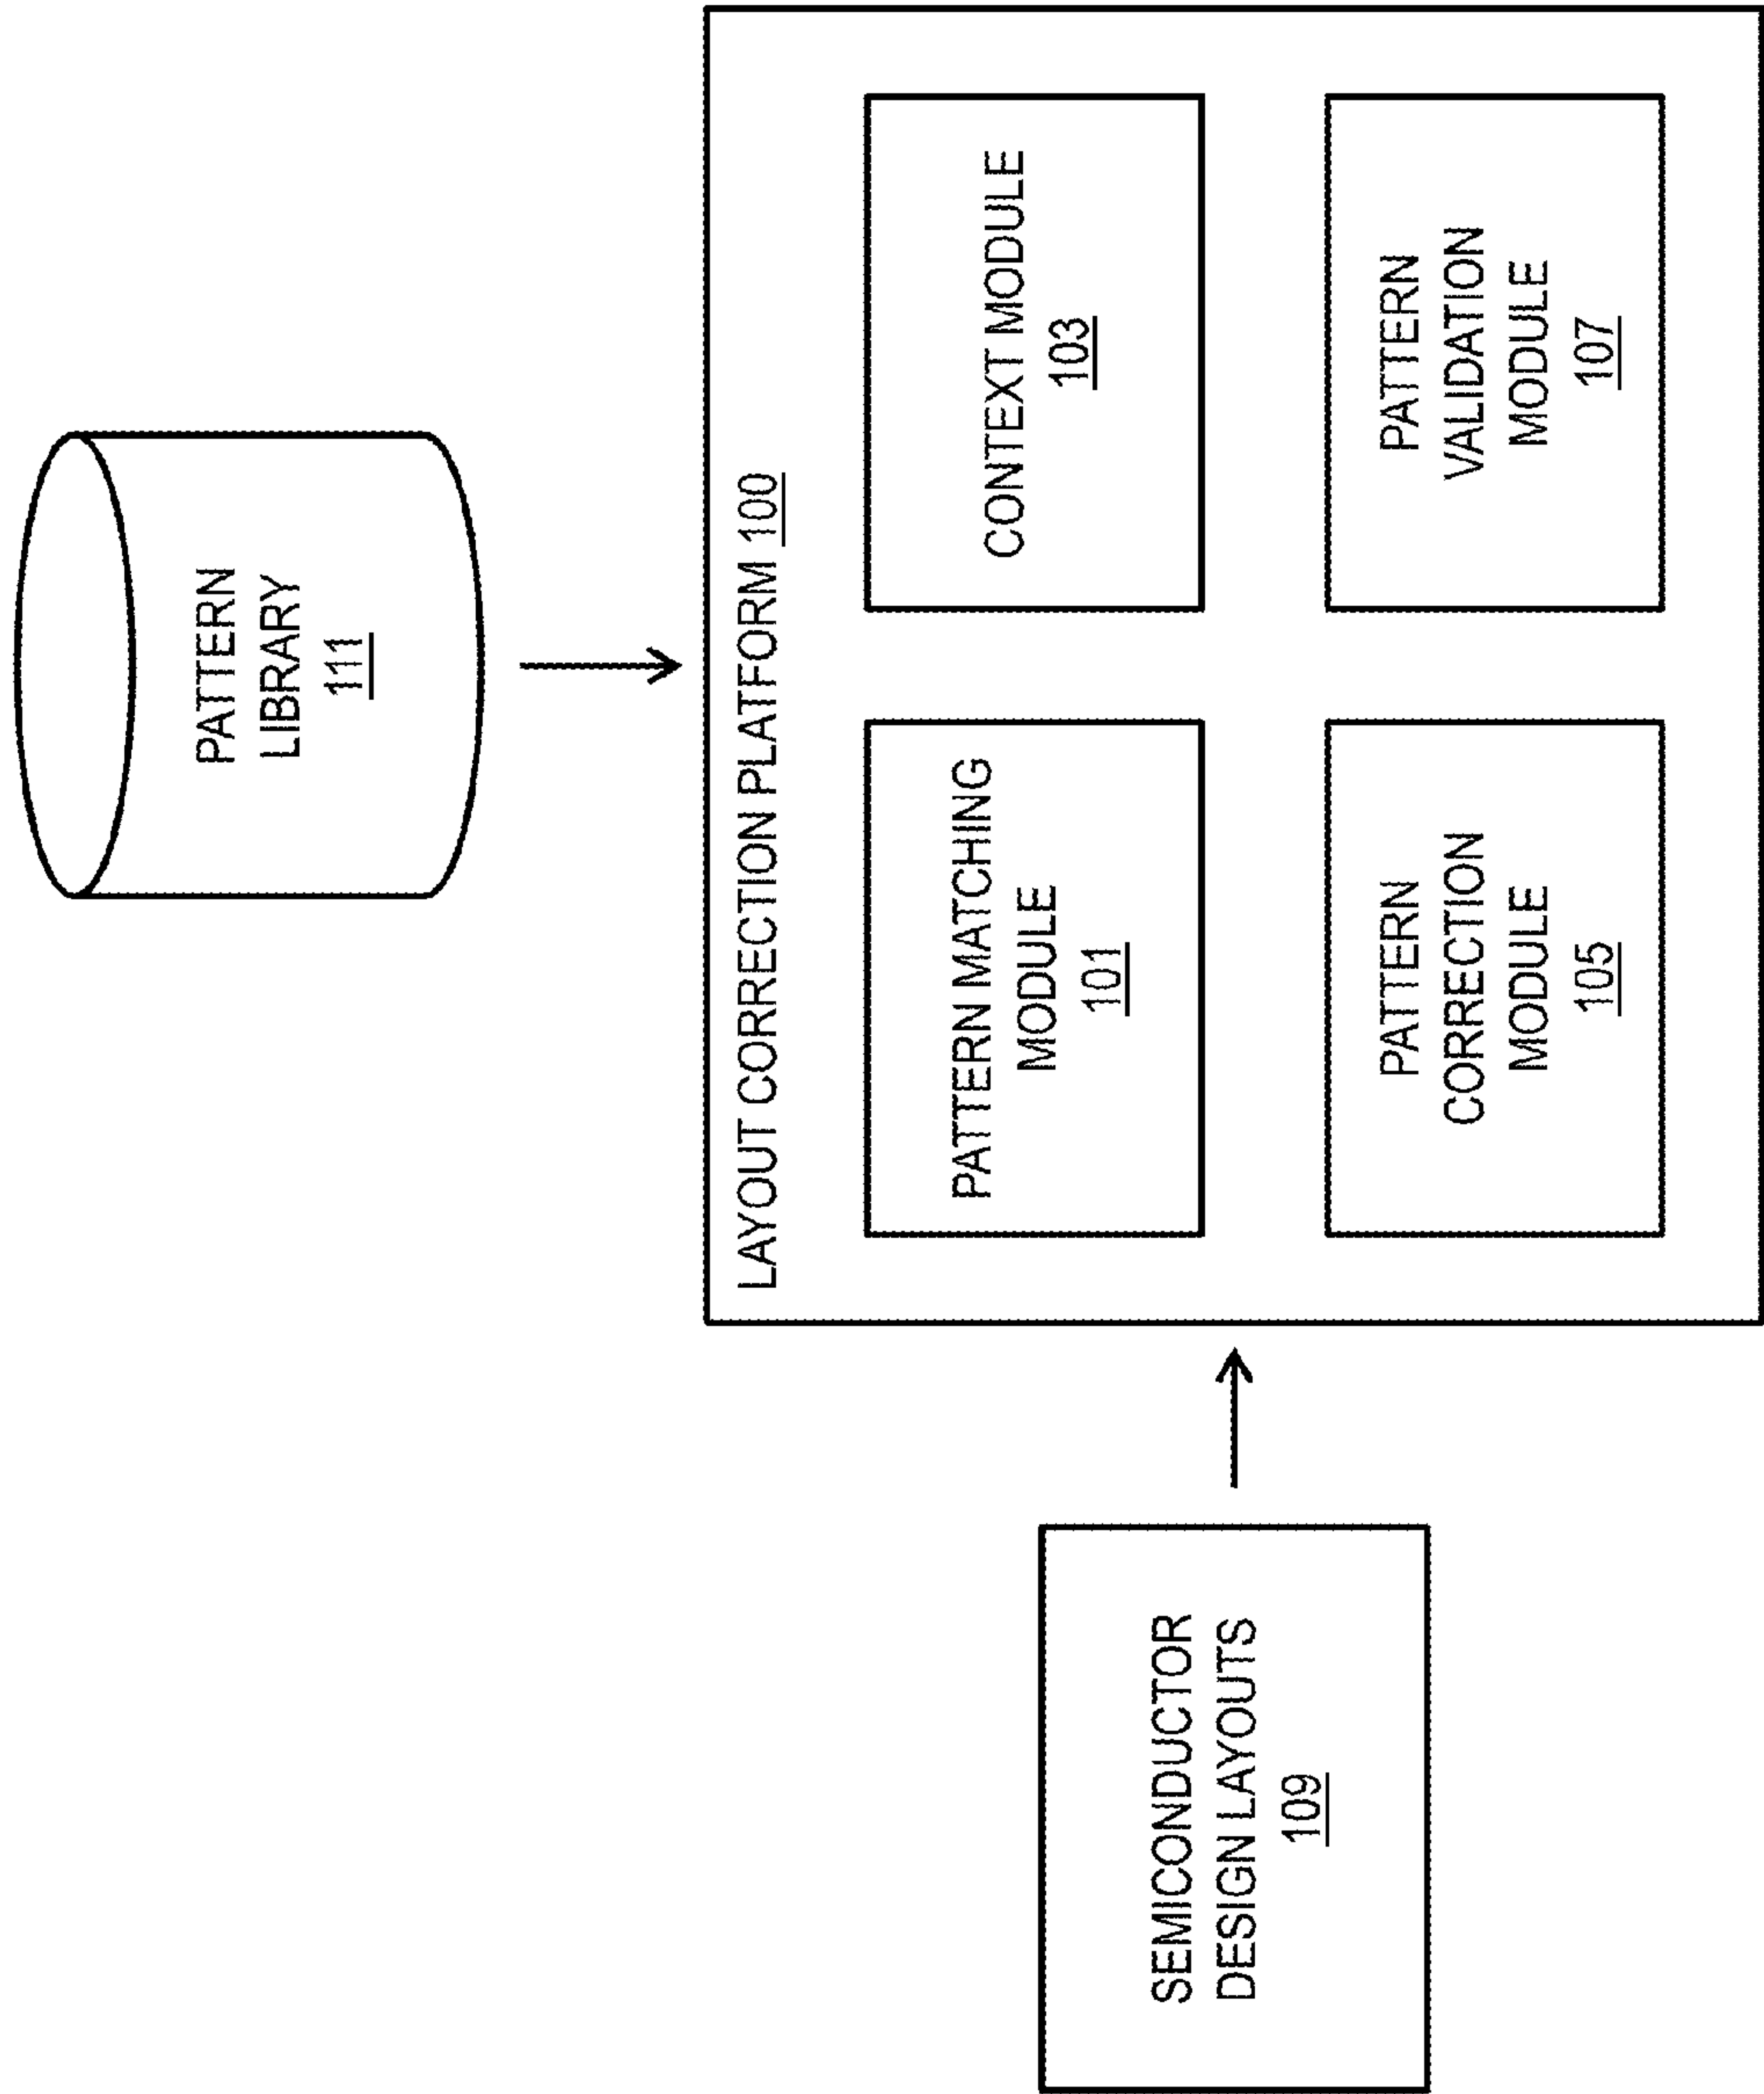 PATTERN
LIBRARY
111
LAYOUT CORRECTION PLATFORM 100
PATTERN MATCHING
MODULE
101
CONTEXT MODULE
103
PATTERN
CORRECTION
MODULE
105
PATTERN
VALIDATION
MODULE
107
SEMICONDUCTOR
DESIGN LAYOUTS
109